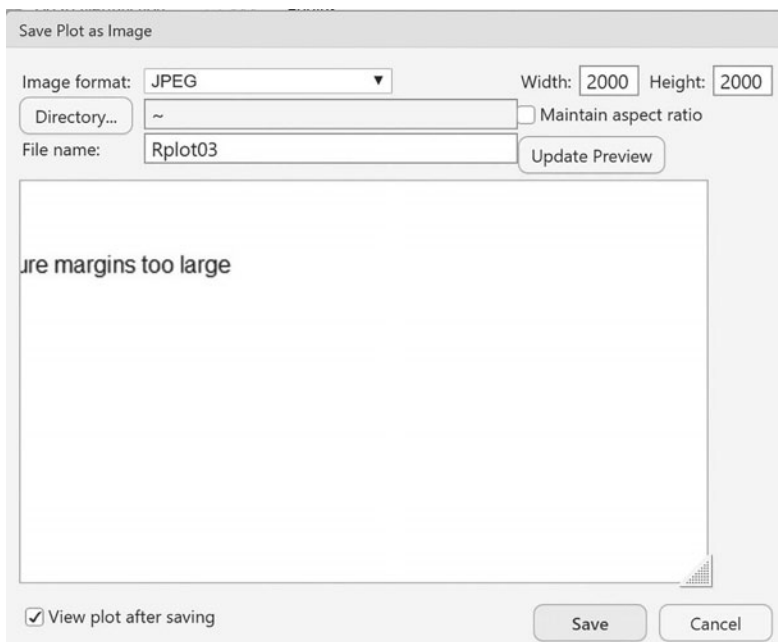 Save Plot as Image
Image format: JPEG Width: 2000 Height: 2000
Directory... ~ Maintain aspect ratio
File name: Rplot03 Update Preview
ure margins too large
View plot after saving Save Cancel